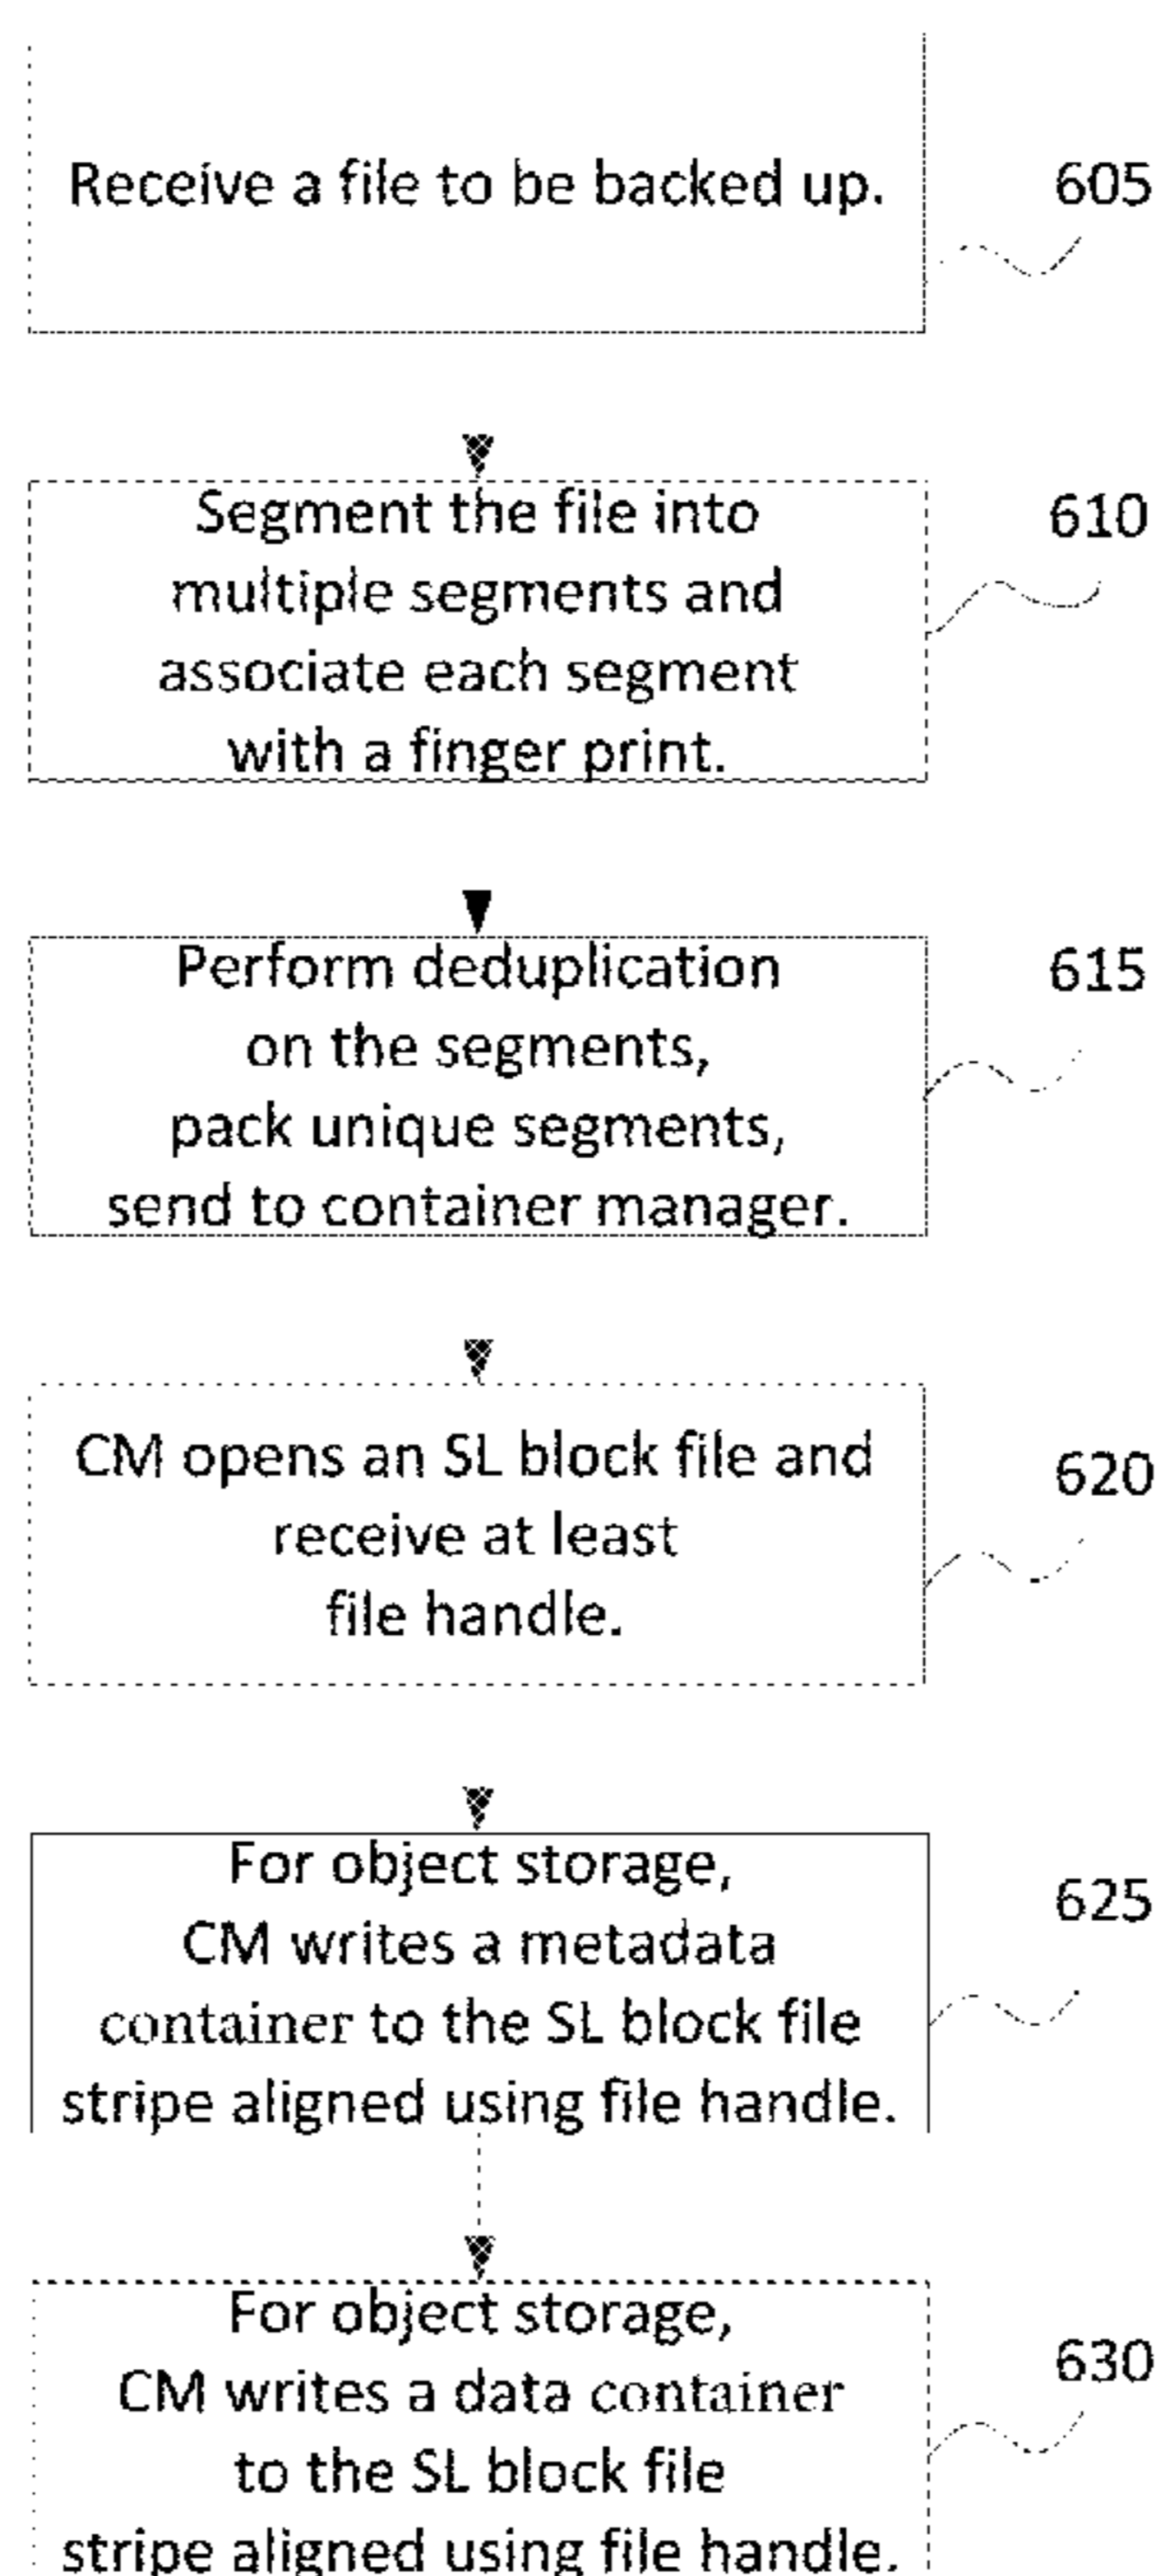 Receive a file to be backed up.
605
Segment the file into
multiple segments and
associate each segment
with a finger print.
610
Perform deduplication
on the segments,
pack unique segments,
send to container manager.
615
CM opens an SL block file and
receive at least
file handle.
620
For object storage,
CM writes a metadata
container to the SL block file
stripe aligned using file handle.
625
For object storage,
CM writes a data container
to the SL block file
stripe aligned using file handle.
630